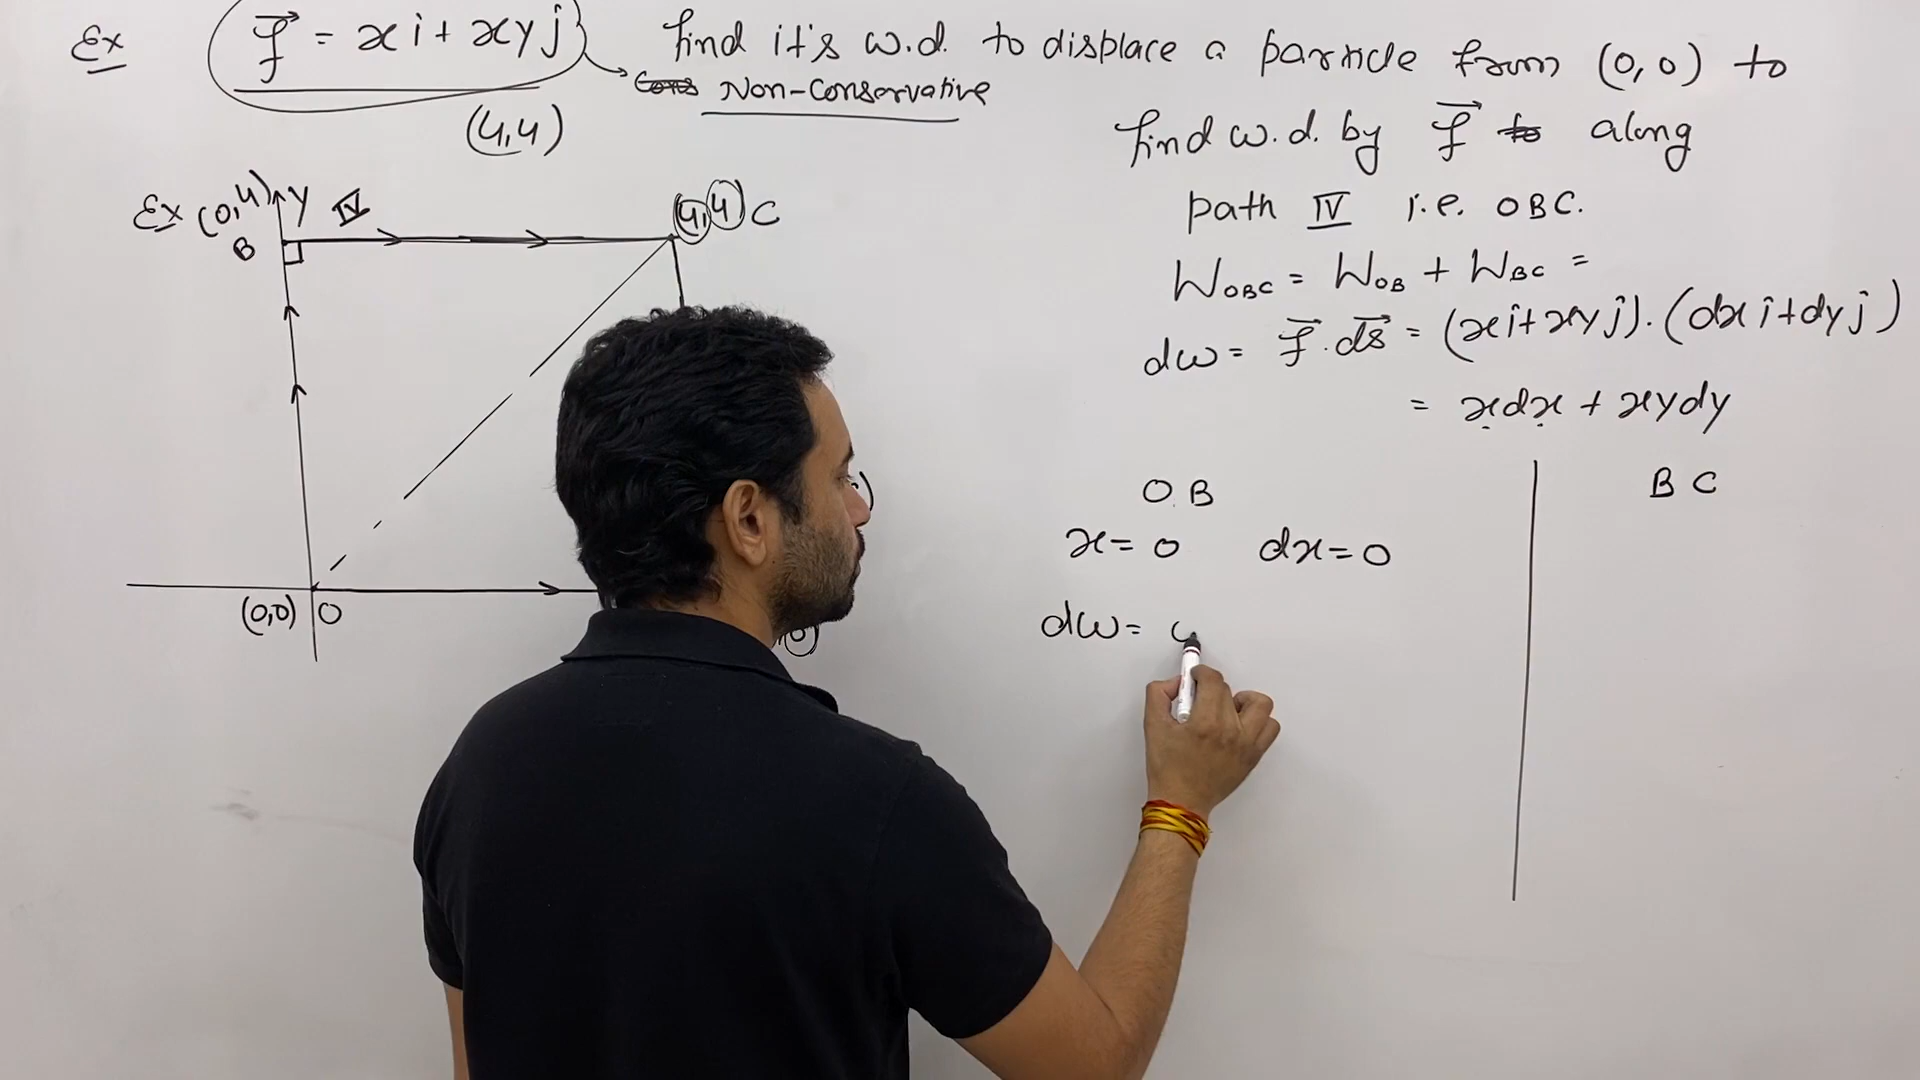 Ex f = xi + xyj find it's w.d. to displace a particle from (0,0) to
Non-Conservative
(4,4)
find w.d. by f along
path IV i.e. OBC.
Ex (0,4) Y IV (4,4) C
B
W_OBC = W_OB + W_BC =
dw = f . ds = (xi+xyj).(dxi+dyj)
= xdx + xydy
OB
BC
x = 0 dx = 0
dw =
(0,0) O